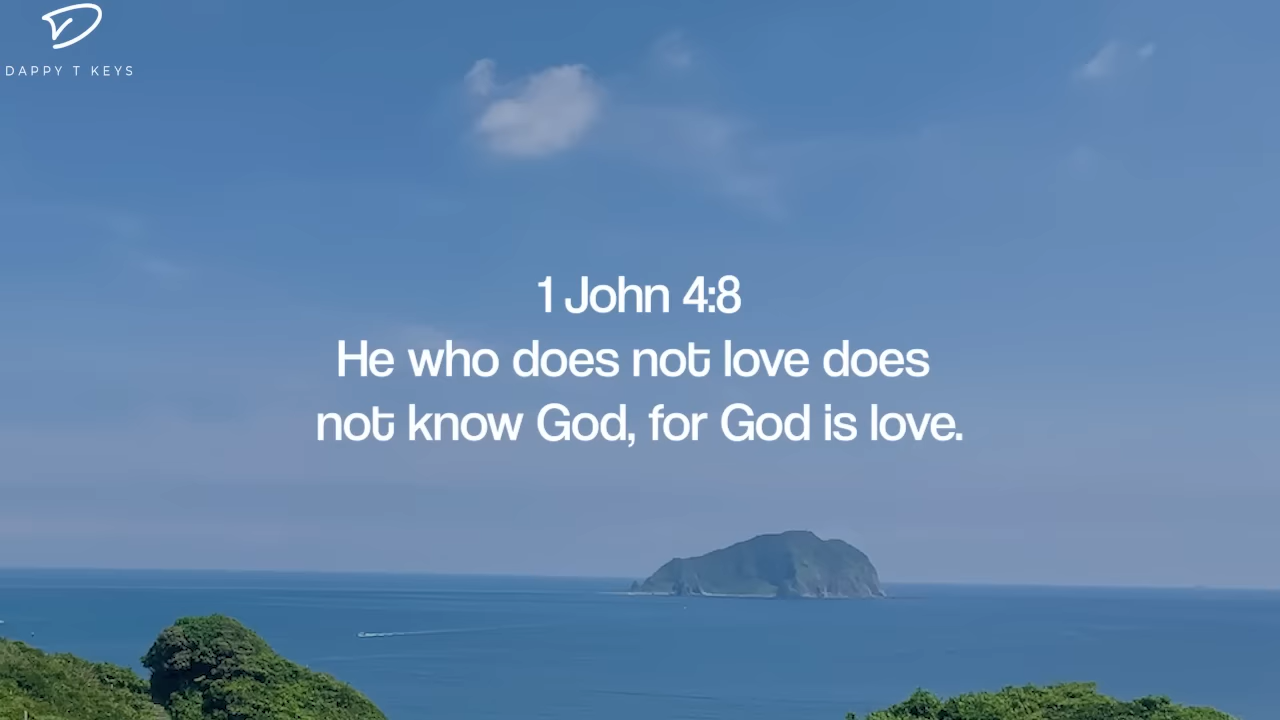 DAPPY T KEYS
1 John 4:8
He who does not love does
not know God, for God is love.